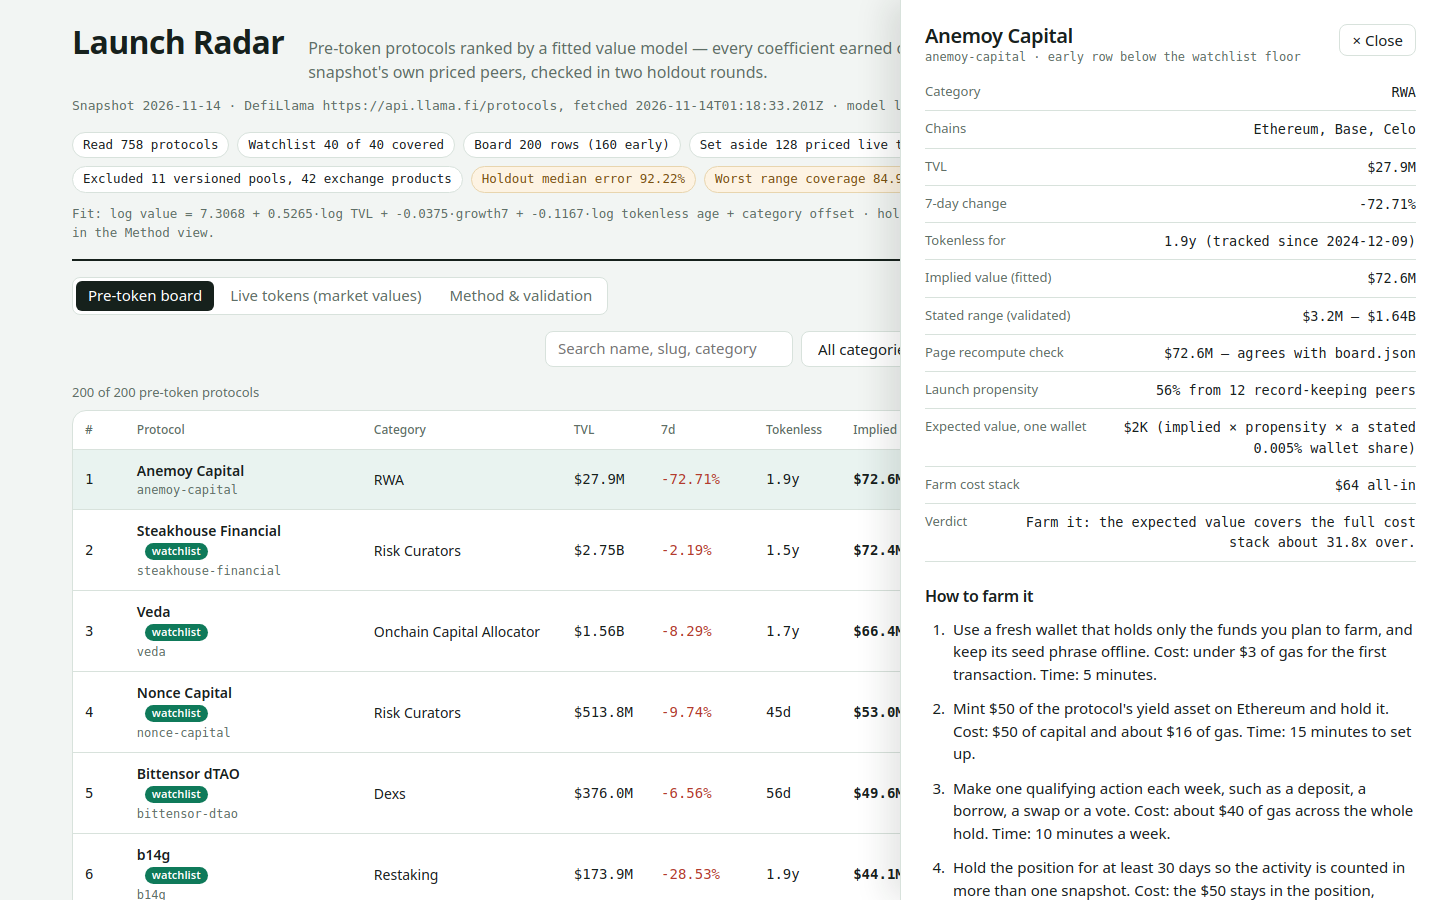 Launch Radar
Pre-token protocols ranked by a fitted value model — every coefficient earned
snapshot's own priced peers, checked in two holdout rounds.
Snapshot 2026-11-14 · DefiLlama https://api.llama.fi/protocols, fetched 2026-11-14T01:18:33.201Z · model
Read 758 protocols
Watchlist 40 of 40 covered
Board 200 rows (160 early)
Set aside 128 priced live
Excluded 11 versioned pools, 42 exchange products
Holdout median error 92.22%
Worst range coverage 84.9
Fit: log value = 7.3068 + 0.5265·log TVL + -0.0375·growth7 + -0.1167·log tokenless age + category offset · hol
in the Method view.
Pre-token board
Live tokens (market values)
Method & validation
Search name, slug, category
All categorie
200 of 200 pre-token protocols
# Protocol Category TVL 7d Tokenless Implied
1 Anemoy Capital RWA $27.9M -72.71% 1.9y $72.6M
anemoy-capital
Steakhouse Financial
2 watchlist Risk Curators $2.75B -2.19% 1.5y $72.4M
steakhouse-financial
Veda
3 watchlist Onchain Capital Allocator $1.56B -8.29% 1.7y $66.4M
veda
Nonce Capital
4 watchlist Risk Curators $513.8M -9.74% 45d $53.0M
nonce-capital
Bittensor dTAO
5 watchlist Dexs $376.0M -6.56% 56d $49.6M
bittensor-dtao
b14g
6 watchlist Restaking $173.9M -28.53% 1.9y $44.1M
b14g
Anemoy Capital
× Close
anemoy-capital · early row below the watchlist floor
Category RWA
Chains Ethereum, Base, Celo
TVL $27.9M
7-day change -72.71%
Tokenless for 1.9y (tracked since 2024-12-09)
Implied value (fitted) $72.6M
Stated range (validated) $3.2M — $1.64B
Page recompute check $72.6M — agrees with board.json
Launch propensity 56% from 12 record-keeping peers
Expected value, one wallet $2K (implied × propensity × a stated
0.005% wallet share)
Farm cost stack $64 all-in
Verdict Farm it: the expected value covers the full cost
stack about 31.8x over.
How to farm it
1. Use a fresh wallet that holds only the funds you plan to farm, and
keep its seed phrase offline. Cost: under $3 of gas for the first
transaction. Time: 5 minutes.
2. Mint $50 of the protocol's yield asset on Ethereum and hold it.
Cost: $50 of capital and about $16 of gas. Time: 15 minutes to set
up.
3. Make one qualifying action each week, such as a deposit, a
borrow, a swap or a vote. Cost: about $40 of gas across the whole
hold. Time: 10 minutes a week.
4. Hold the position for at least 30 days so the activity is counted in
more than one snapshot. Cost: the $50 stays in the position,